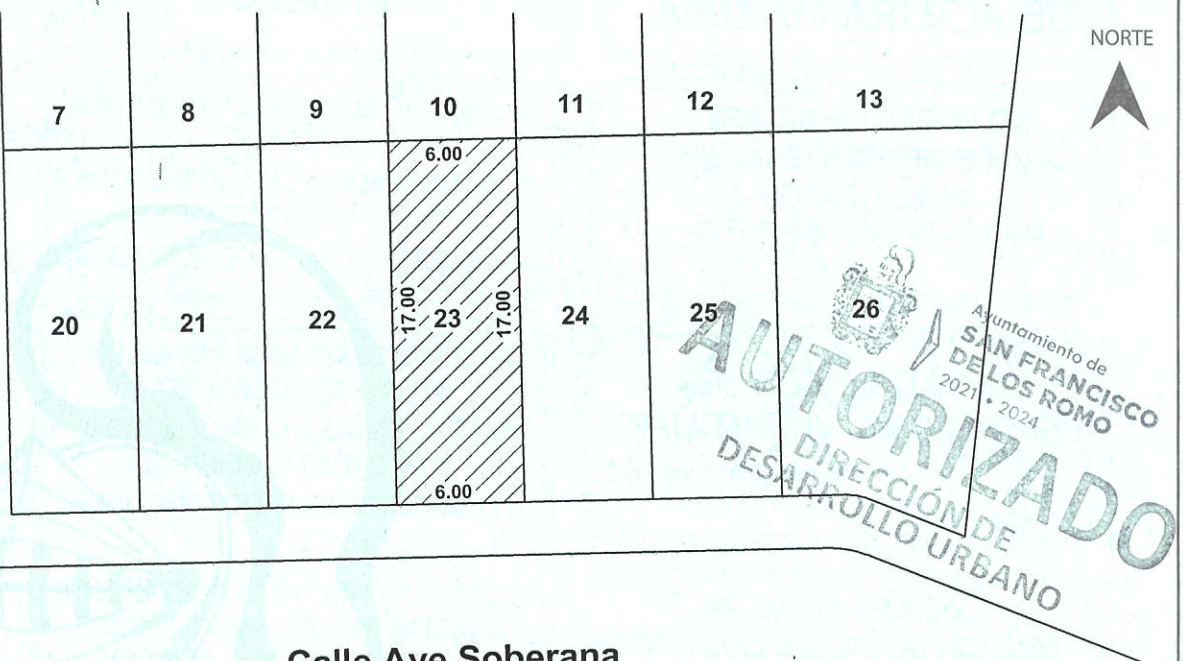 NORTE
7 8 9 10 11 12 13
6.00
20 21 22 17.00 23 17.00 24 25 26
6.00
Ayuntamiento de
SAN FRANCISCO
DE LOS ROMO
2021 • 2024
AUTORIZADO
DIRECCIÓN DE
DESARROLLO URBANO
Calle Ave Soberana